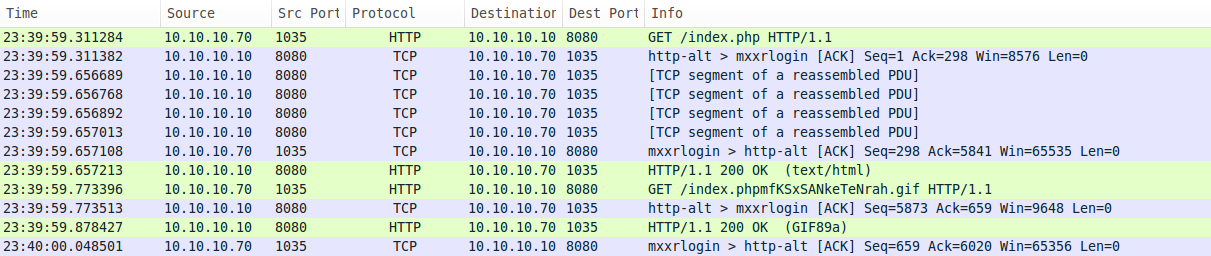 Time Source Src Port Protocol Destination Dest Port Info
23:39:59.311284 10.10.10.70 1035 HTTP 10.10.10.10 8080 GET /index.php HTTP/1.1
23:39:59.311382 10.10.10.10 8080 TCP 10.10.10.70 1035 http-alt > mxxrlogin [ACK] Seq=1 Ack=298 Win=8576 Len=0
23:39:59.656689 10.10.10.10 8080 TCP 10.10.10.70 1035 [TCP segment of a reassembled PDU]
23:39:59.656768 10.10.10.10 8080 TCP 10.10.10.70 1035 [TCP segment of a reassembled PDU]
23:39:59.656892 10.10.10.10 8080 TCP 10.10.10.70 1035 [TCP segment of a reassembled PDU]
23:39:59.657013 10.10.10.10 8080 TCP 10.10.10.70 1035 [TCP segment of a reassembled PDU]
23:39:59.657108 10.10.10.70 1035 TCP 10.10.10.10 8080 mxxrlogin > http-alt [ACK] Seq=298 Ack=5841 Win=65535 Len=0
23:39:59.657213 10.10.10.10 8080 HTTP 10.10.10.70 1035 HTTP/1.1 200 OK (text/html)
23:39:59.773396 10.10.10.70 1035 HTTP 10.10.10.10 8080 GET /index.phpmfKSxSANkeTeNrah.gif HTTP/1.1
23:39:59.773513 10.10.10.10 8080 TCP 10.10.10.70 1035 http-alt > mxxrlogin [ACK] Seq=5873 Ack=659 Win=9648 Len=0
23:39:59.878427 10.10.10.10 8080 HTTP 10.10.10.70 1035 HTTP/1.1 200 OK (GIF89a)
23:40:00.048501 10.10.10.70 1035 TCP 10.10.10.10 8080 mxxrlogin > http-alt [ACK] Seq=659 Ack=6020 Win=65356 Len=0